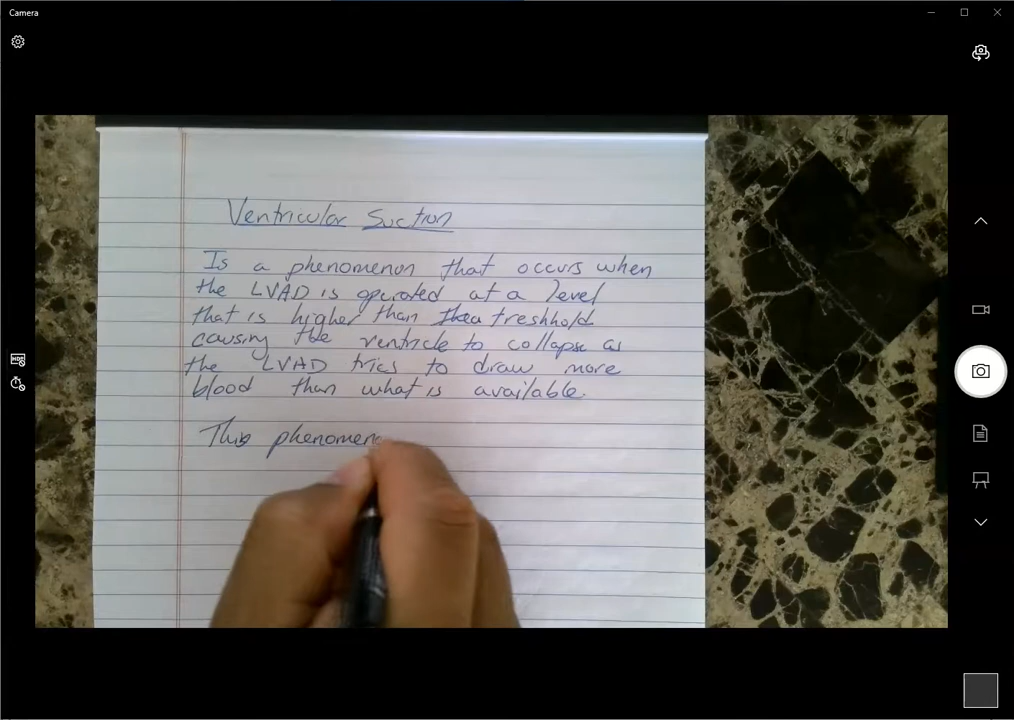 Camera
Ventricular Suction
Is a phenomenon that occurs when
the LVAD is operated at a level
that is higher than a treshhold
causing the ventricle to collapse as
the LVAD tries to draw more
blood than what is available.
This phenomen